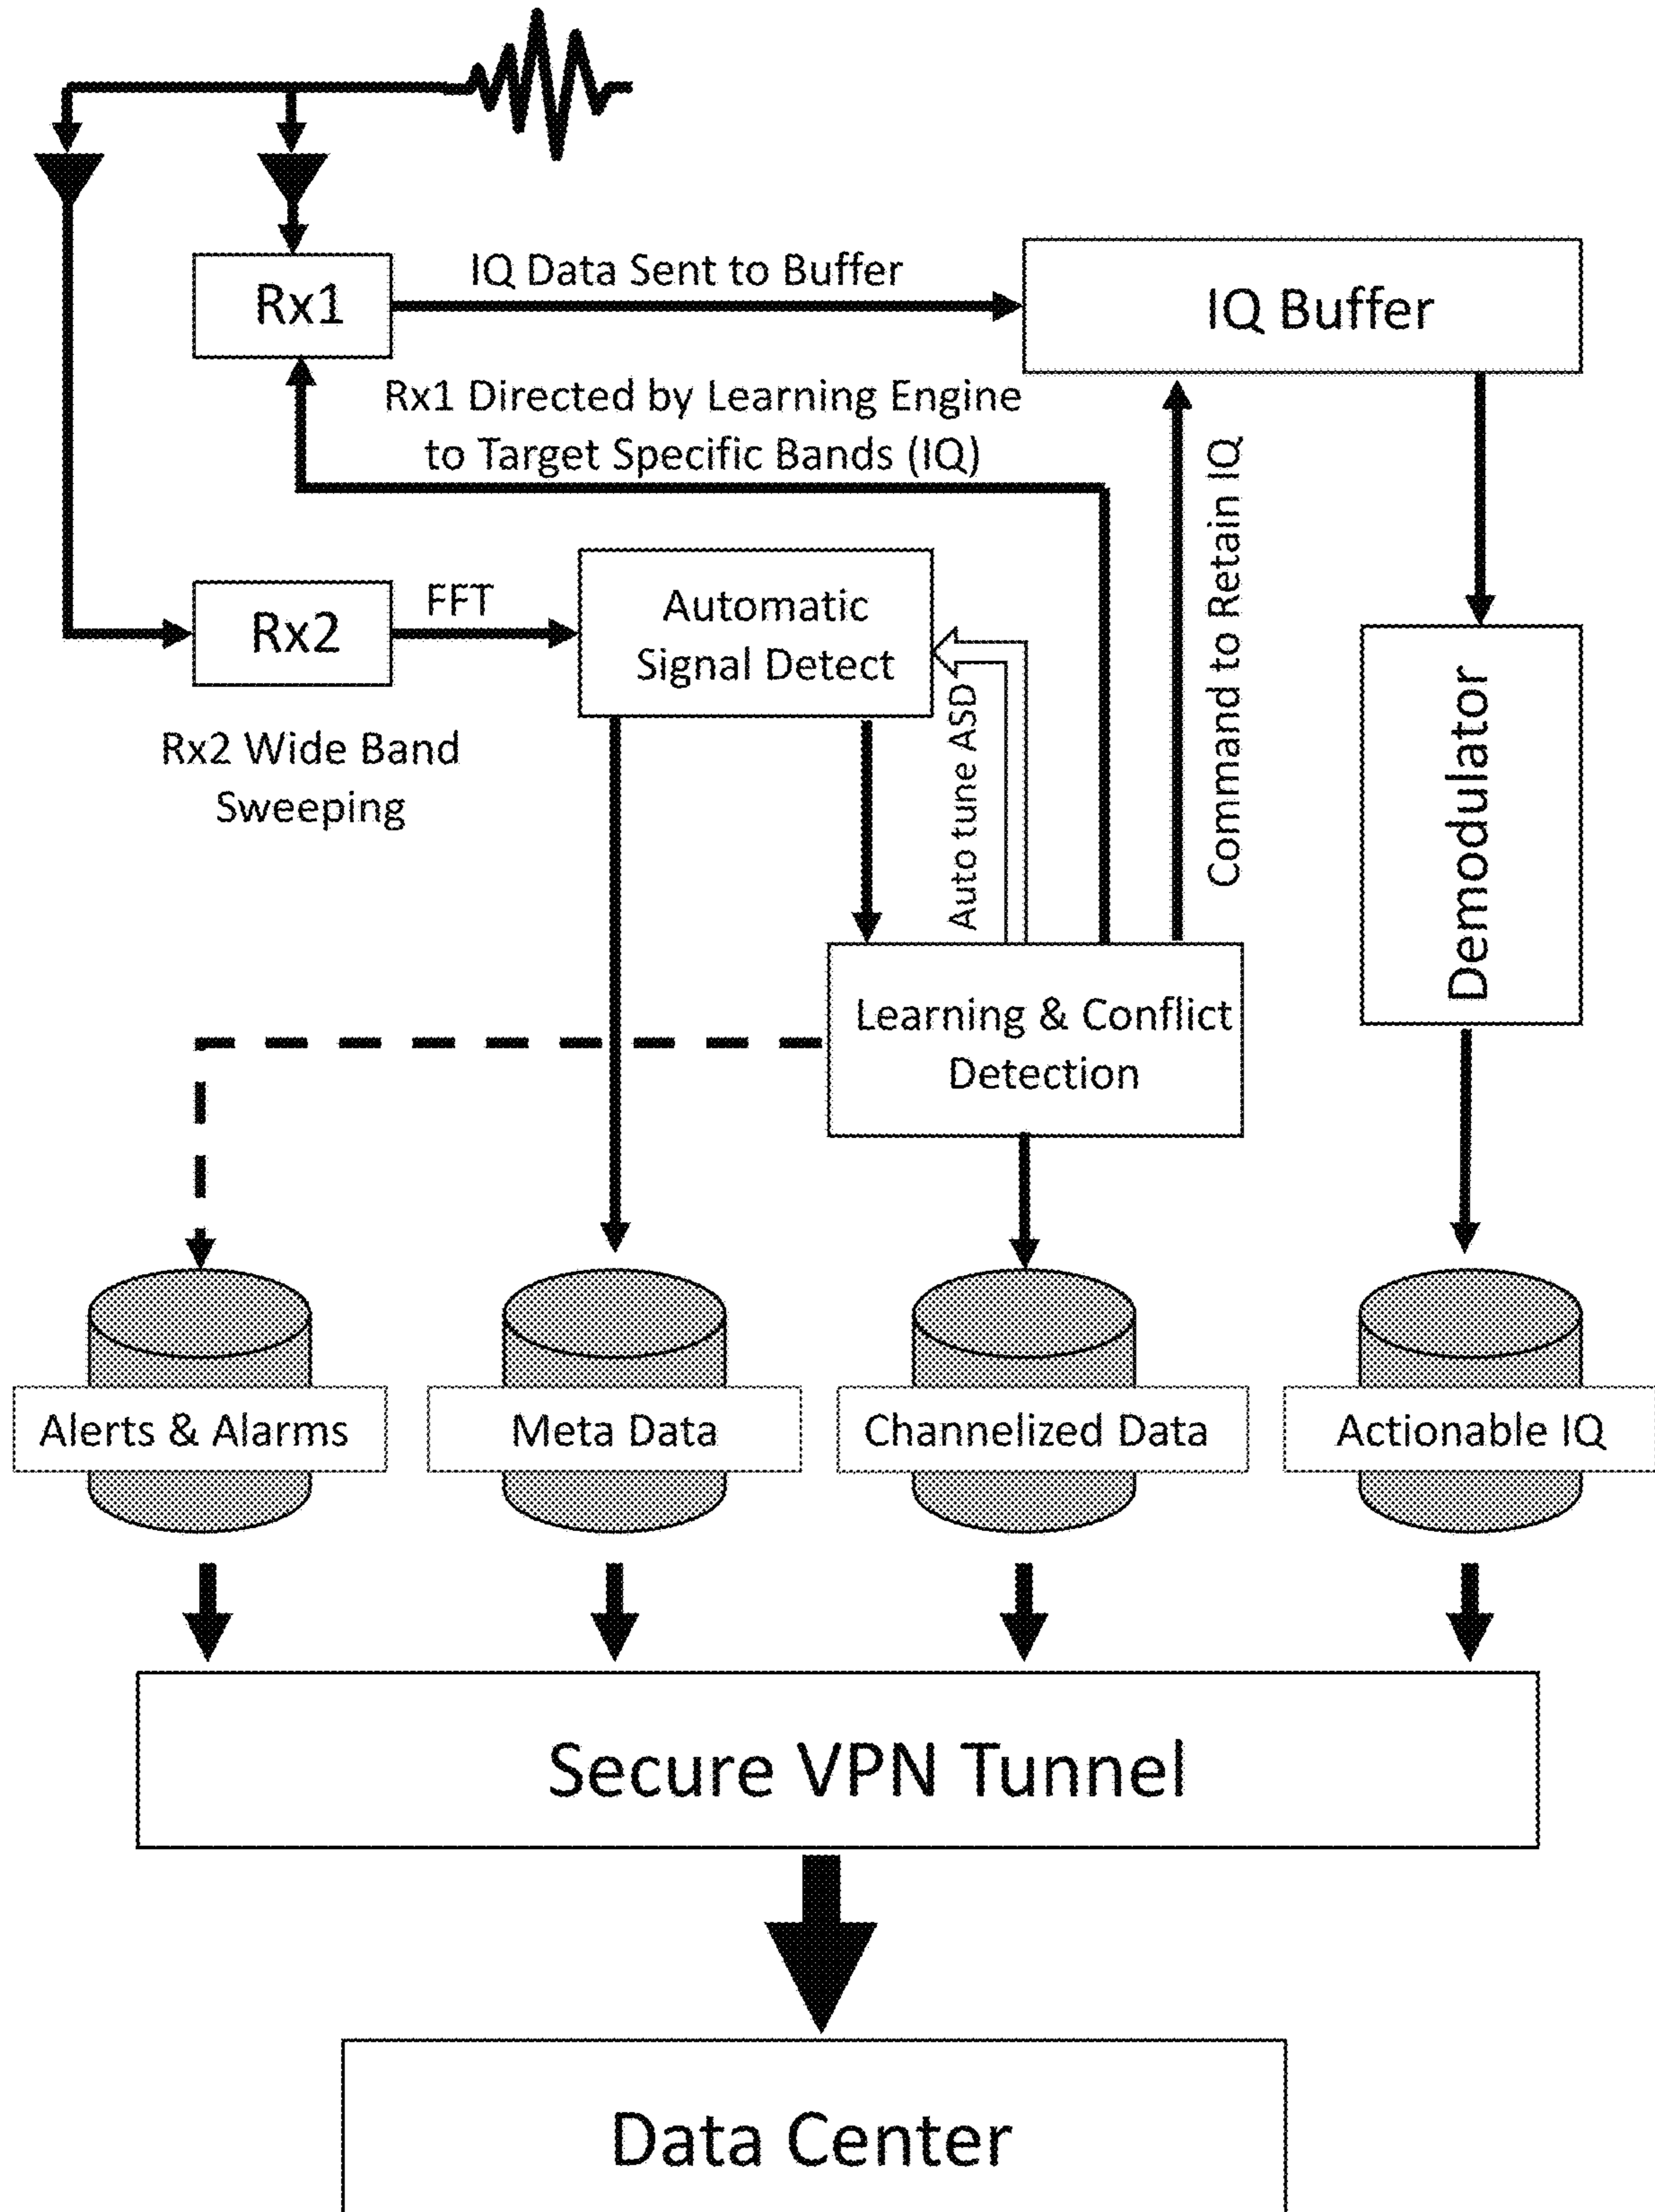 IQ Data Sent to Buffer
Rx1
IQ Buffer
Rx1 Directed by Learning Engine
to Target Specific Bands (IQ)
Command to Retain IQ
FFT
Rx2
Automatic
Signal Detect
Rx2 Wide Band
Sweeping
Auto tune ASD
Demodulator
Learning & Conflict
Detection
Alerts & Alarms
Meta Data
Channelized Data
Actionable IQ
Secure VPN Tunnel
Data Center